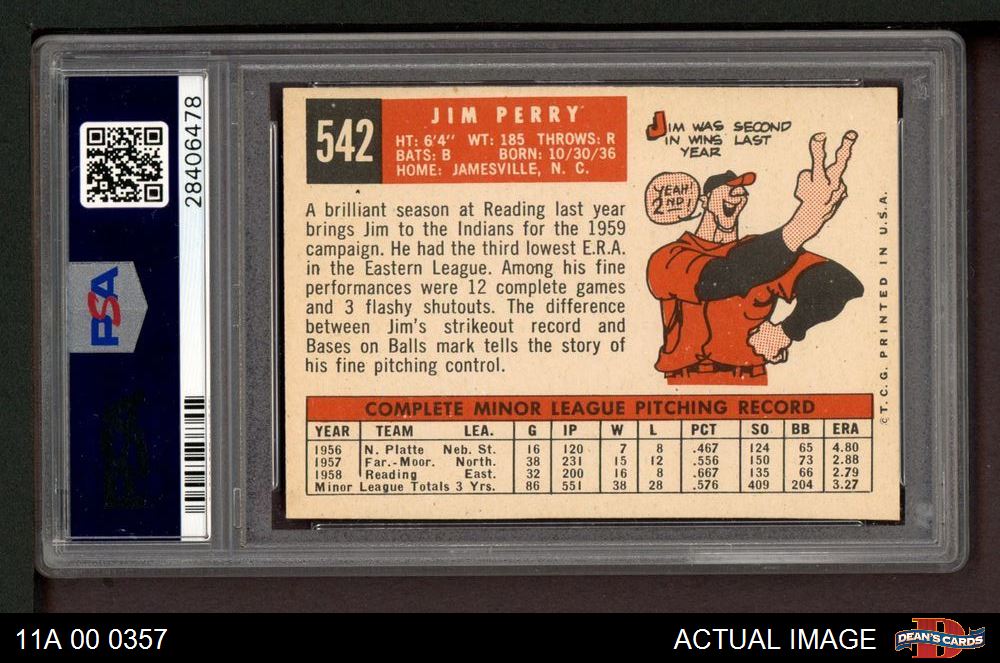 28406478
PSA
542
JIM PERRY
HT: 6'4" WT: 185 THROWS: R
BATS: B BORN: 10/30/36
HOME: JAMESVILLE, N. C.
A brilliant season at Reading last year
brings Jim to the Indians for the 1959
campaign. He had the third lowest E.R.A.
in the Eastern League. Among his fine
performances were 12 complete games
and 3 flashy shutouts. The difference
between Jim's strikeout record and
Bases on Balls mark tells the story of
his fine pitching control.
JIM WAS SECOND
IN WINS LAST
YEAR
YEAH!
2ND!
©T.C.G. PRINTED IN U.S.A.
COMPLETE MINOR LEAGUE PITCHING RECORD
YEAR TEAM LEA. G IP W L PCT SO BB ERA
1956 N. Platte Neb. St. 16 120 7 8 .467 124 65 4.80
1957 Far.-Moor. North. 38 231 15 12 .556 150 73 2.88
1958 Reading East. 32 200 16 8 .667 135 66 2.79
Minor League Totals 3 Yrs. 86 551 38 28 .576 409 204 3.27
PSA
11A 00 0357
ACTUAL IMAGE
D
DEAN'S CARDS